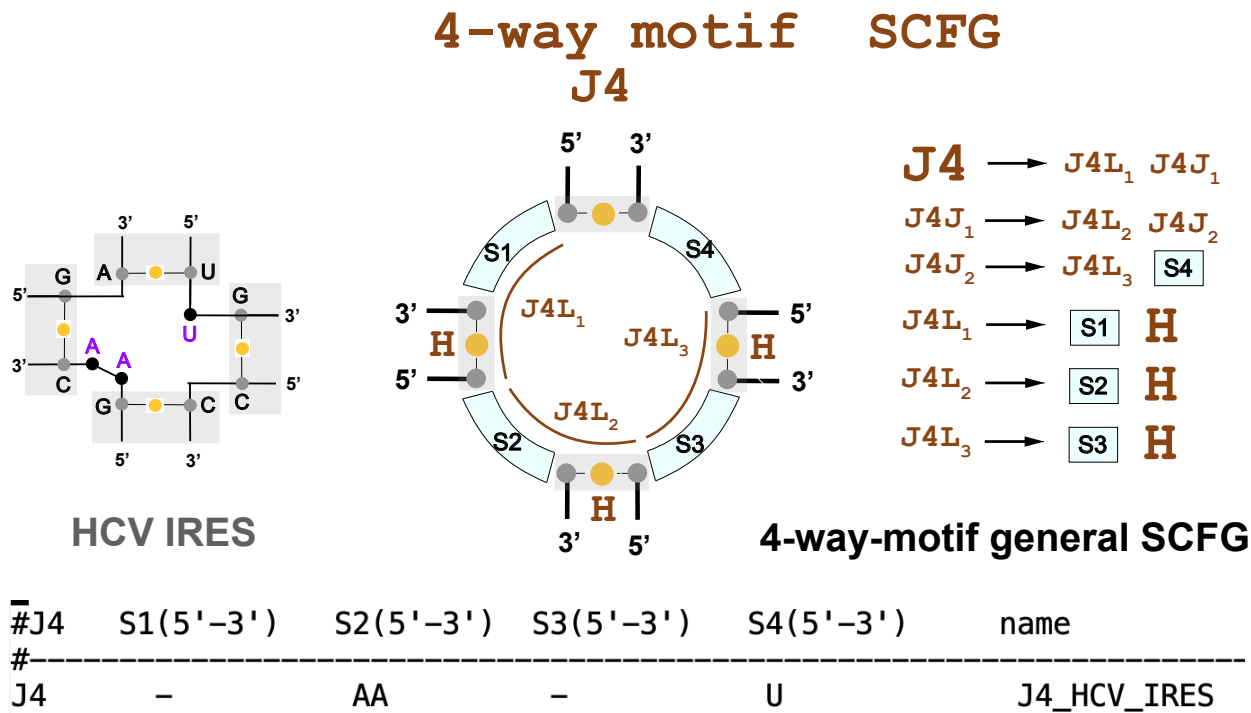 4-way motif SCFG
J4
5’ 3’
J4 → J4L₁ J4J₁
J4J₁ → J4L₂ J4J₂
J4J₂ → J4L₃ S4
J4L₁ → S1 H
J4L₂ → S2 H
J4L₃ → S3 H
S1 S4
3’ J4L₁ 5’
H J4L₃ H
5’ J4L₂ 3’
S2 S3
H
3’ 5’
3’ 5’
G A U
5’ G 3’
A U
3’ A
C 5’
G C C
5’ 3’
HCV IRES
4-way-motif general SCFG
#J4 S1(5'-3') S2(5'-3') S3(5'-3') S4(5'-3') name
#----------------------------------------------------------------------
J4 - AA - U J4_HCV_IRES